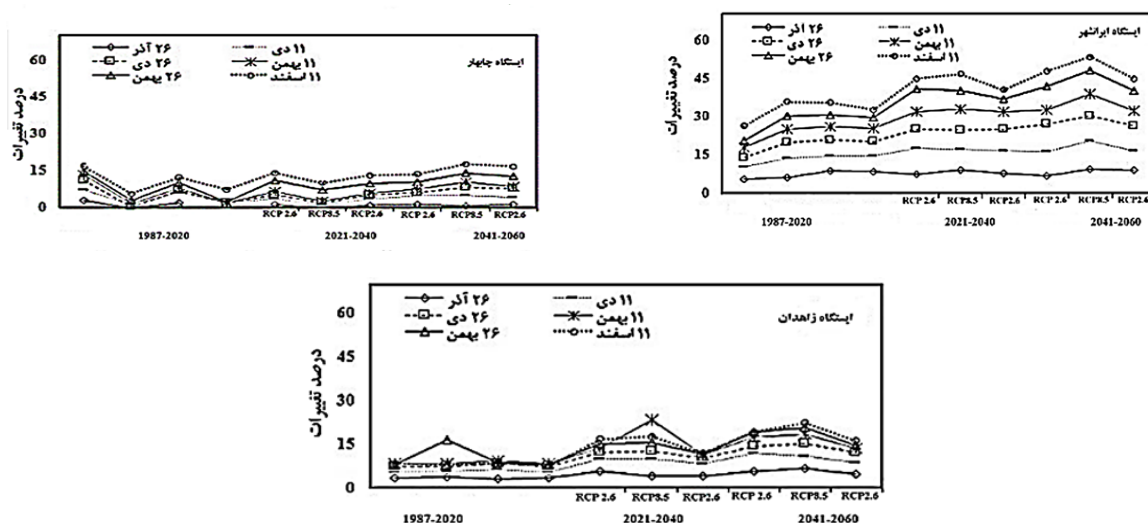 ایستگاه چابهار
60
45
30
15
0
درصد تغییرات
۲۶ آذر
۱۱ دی
۲۶ دی
۱۱ بهمن
۲۶ بهمن
۱۱ اسفند
RCP 2.6 RCP8.5 RCP2.6 RCP 2.6 RCP8.5 RCP2.6
1987-2020 2021-2040 2041-2060
ایستگاه ایرانشهر
60
45
30
15
0
درصد تغییرات
۲۶ آذر
۱۱ دی
۲۶ دی
۱۱ بهمن
۲۶ بهمن
۱۱ اسفند
RCP 2.6 RCP8.5 RCP2.6 RCP 2.6 RCP8.5 RCP2.6
1987-2020 2021-2040 2041-2060
ایستگاه زاهدان
60
45
30
15
0
درصد تغییرات
۲۶ آذر
۱۱ دی
۲۶ دی
۱۱ بهمن
۲۶ بهمن
۱۱ اسفند
RCP 2.6 RCP8.5 RCP2.6 RCP 2.6 RCP8.5 RCP2.6
1987-2020 2021-2040 2041-2060